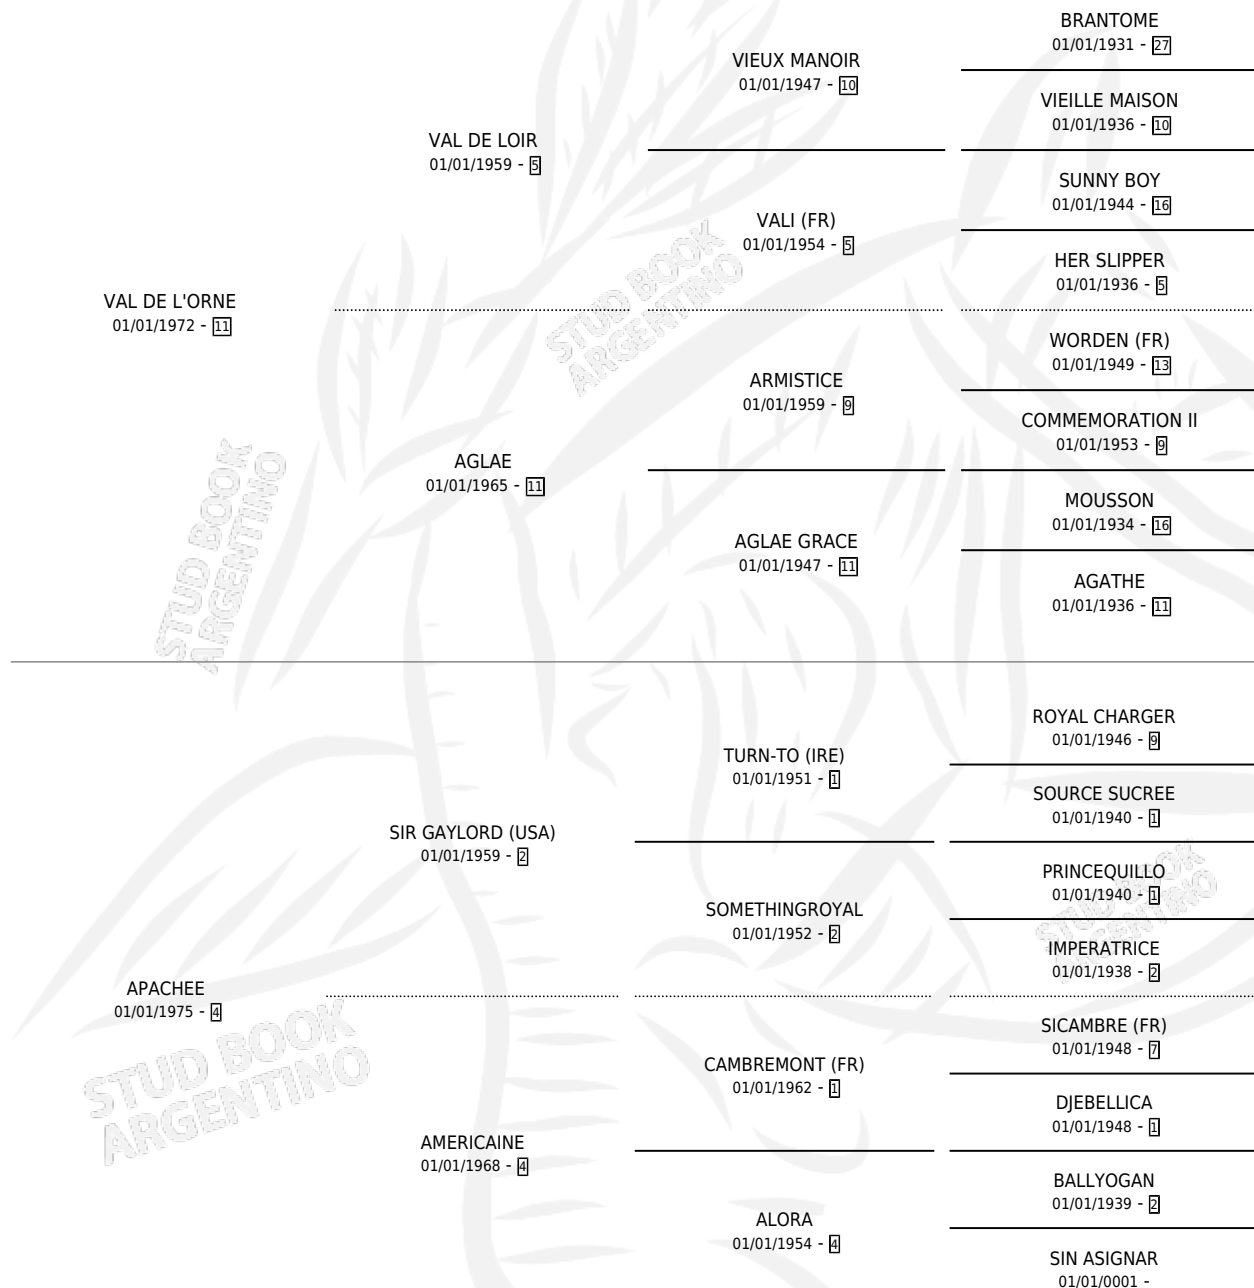 BRANTOME
01/01/1931 - 27
VIEUX MANOIR
01/01/1947 - 10
VIEILLE MAISON
01/01/1936 - 10
VAL DE LOIR
01/01/1959 - 5
SUNNY BOY
01/01/1944 - 16
VALI (FR)
01/01/1954 - 5
HER SLIPPER
01/01/1936 - 5
VAL DE L'ORNE
01/01/1972 - 11
WORDEN (FR)
01/01/1949 - 13
ARMISTICE
01/01/1959 - 9
COMMEMORATION II
01/01/1953 - 9
AGLAE
01/01/1965 - 11
MOUSSON
01/01/1934 - 16
AGLAE GRACE
01/01/1947 - 11
AGATHE
01/01/1936 - 11
ROYAL CHARGER
01/01/1946 - 9
TURN-TO (IRE)
01/01/1951 - 1
SOURCE SUCREE
01/01/1940 - 1
SIR GAYLORD (USA)
01/01/1959 - 2
PRINCEQUILLO
01/01/1940 - 1
SOMETHINGROYAL
01/01/1952 - 2
IMPERATRICE
01/01/1938 - 2
APACHEE
01/01/1975 - 4
SICAMBRE (FR)
01/01/1948 - 7
CAMBREMONT (FR)
01/01/1962 - 1
DJEBELLICA
01/01/1948 - 1
AMERICAINE
01/01/1968 - 4
BALLYOGAN
01/01/1939 - 2
ALORA
01/01/1954 - 4
SIN ASIGNAR
01/01/0001 -
STUD BOOK
ARGENTINO
STUD BOOK
ARGENTINO
STUD BOOK
ARGENTINO
STUD BOOK
ARGENTINO